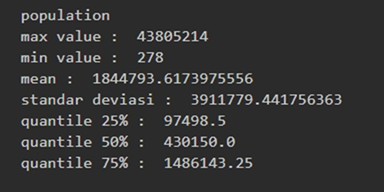 population
max value :  43805214
min value :  278
mean :  1844793.6173975556
standar deviasi :  3911779.441756363
quantile 25% :  97498.5
quantile 50% :  430150.0
quantile 75% :  1486143.25